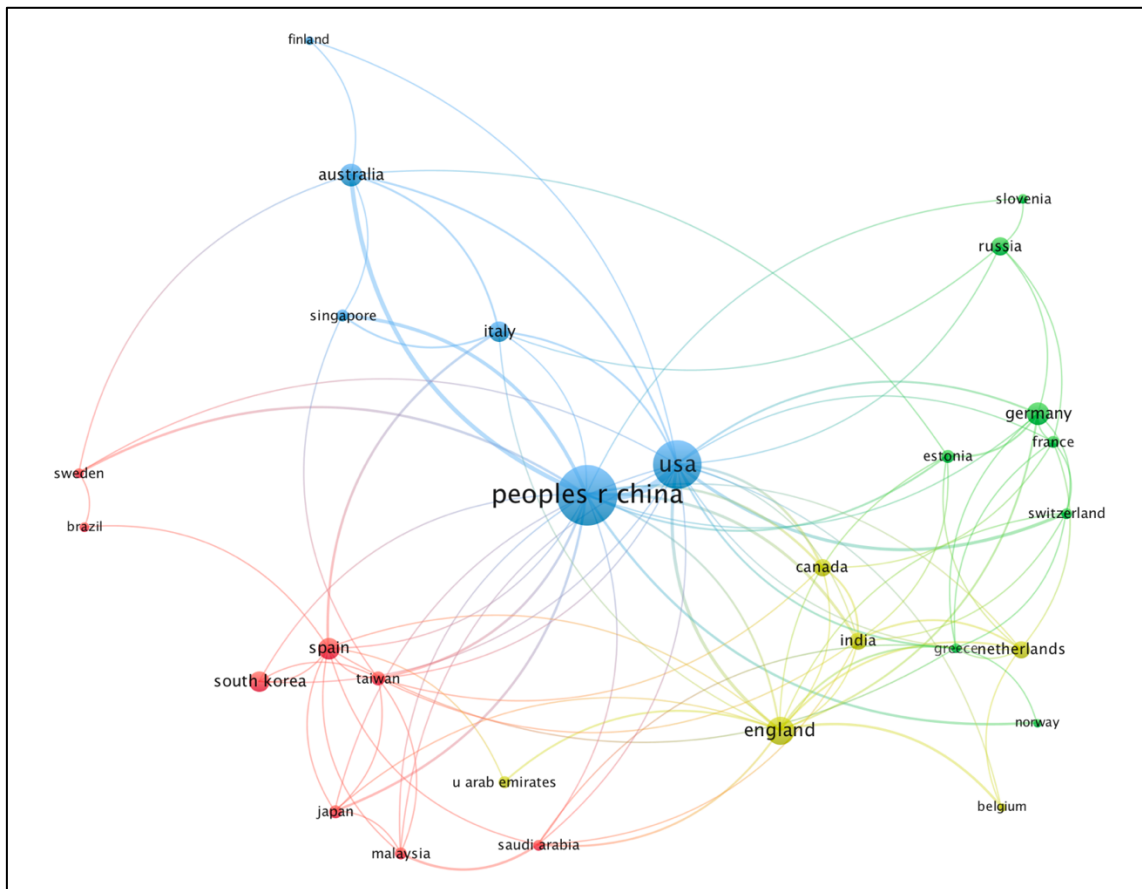 finland
australia
slovenia
russia
singapore
italy
germany
france
estonia
usa
sweden
peoples r china
switzerland
brazil
canada
india
spain
greece
netherlands
taiwan
south korea
norway
england
u arab emirates
belgium
japan
saudi arabia
malaysia